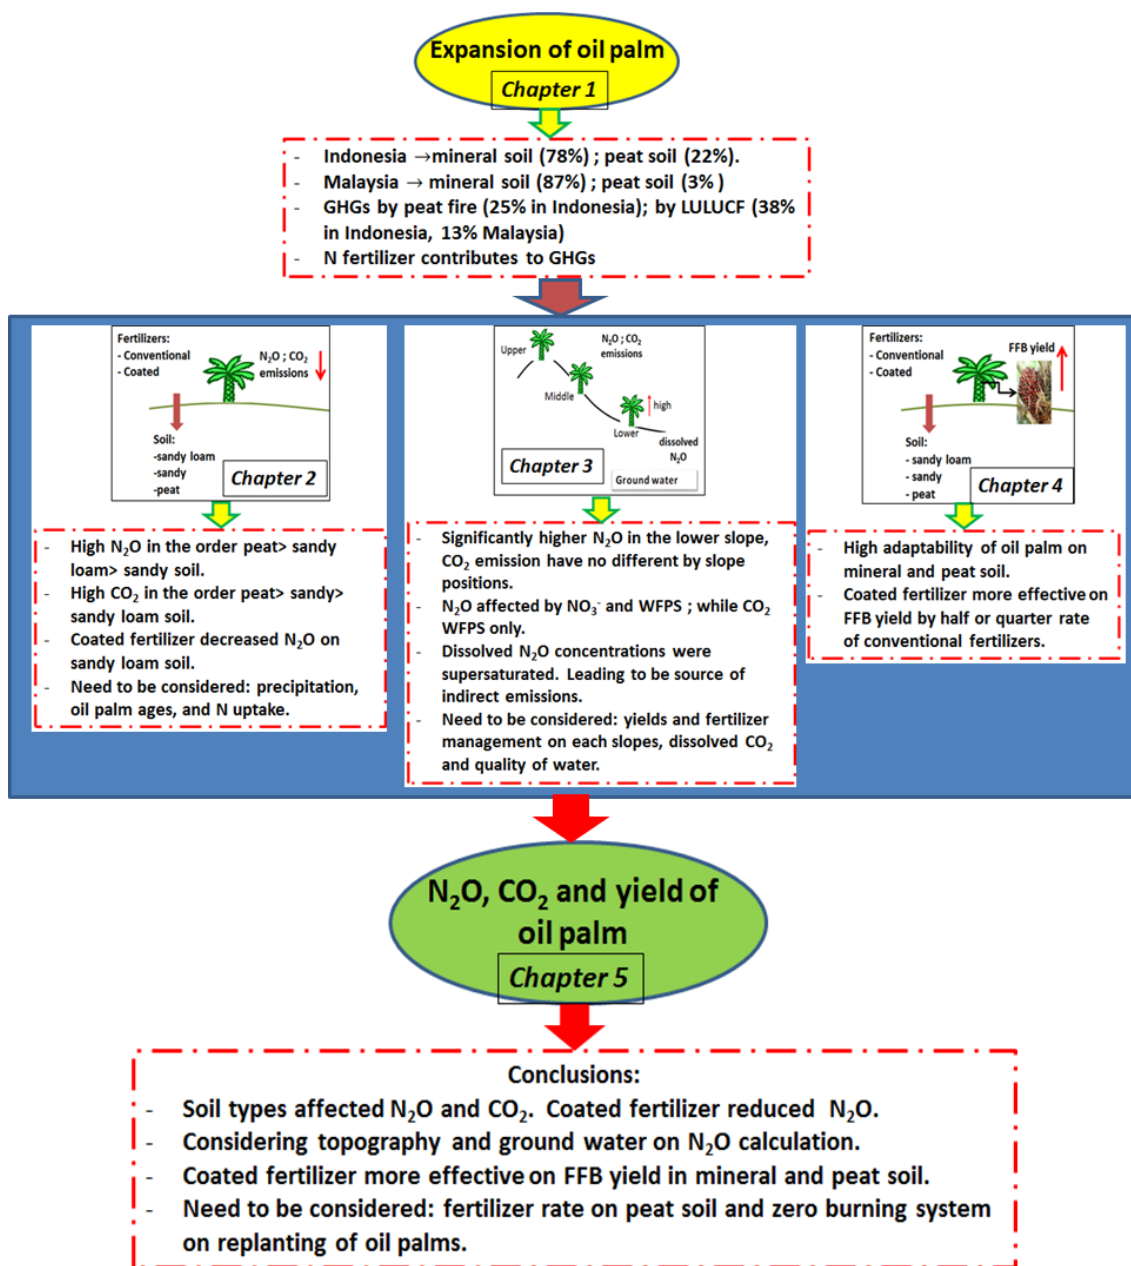 Expansion of oil palm
Chapter 1
- Indonesia →mineral soil (78%) ; peat soil (22%).
- Malaysia → mineral soil (87%) ; peat soil (3% )
- GHGs by peat fire (25% in Indonesia); by LULUCF (38%
in Indonesia, 13% Malaysia)
- N fertilizer contributes to GHGs
Fertilizers:
- Conventional
- Coated
N₂O ; CO₂
emissions
Soil:
-sandy loam
-sandy
-peat
Chapter 2
- High N₂O in the order peat> sandy
loam> sandy soil.
- High CO₂ in the order peat> sandy>
sandy loam soil.
- Coated fertilizer decreased N₂O on
sandy loam soil.
- Need to be considered: precipitation,
oil palm ages, and N uptake.
Upper
N₂O ; CO₂
emissions
Middle
high
Lower
dissolved
N₂O
Chapter 3
Ground water
- Significantly higher N₂O in the lower slope,
CO₂ emission have no different by slope
positions.
- N₂O affected by NO₃⁻ and WFPS ; while CO₂
WFPS only.
- Dissolved N₂O concentrations were
supersaturated. Leading to be source of
indirect emissions.
- Need to be considered: yields and fertilizer
management on each slopes, dissolved CO₂
and quality of water.
Fertilizers:
- Conventional
- Coated
FFB yield
Soil:
- sandy loam
- sandy
- peat
Chapter 4
- High adaptability of oil palm on
mineral and peat soil.
- Coated fertilizer more effective on
FFB yield by half or quarter rate
of conventional fertilizers.
N₂O, CO₂ and yield of
oil palm
Chapter 5
Conclusions:
- Soil types affected N₂O and CO₂. Coated fertilizer reduced N₂O.
- Considering topography and ground water on N₂O calculation.
- Coated fertilizer more effective on FFB yield in mineral and peat soil.
- Need to be considered: fertilizer rate on peat soil and zero burning system
on replanting of oil palms.